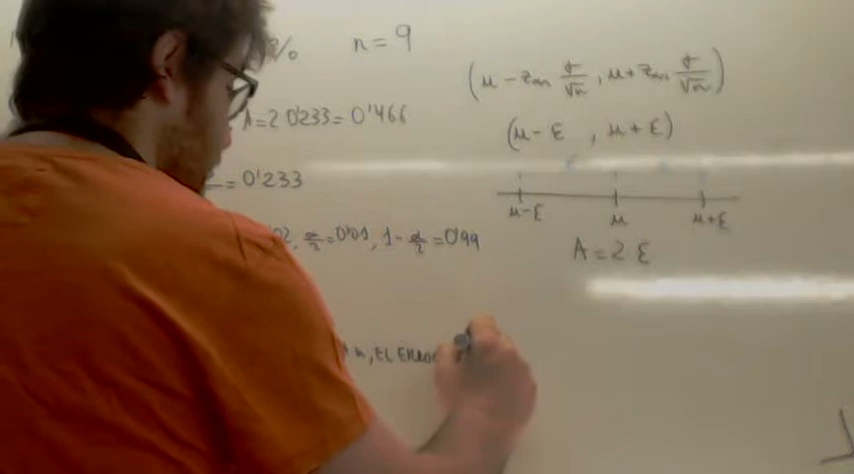 % n = 9
(μ - z_{α/2} σ/√n , μ + z_{α/2} σ/√n)
A = 2 0'233 = 0'466
(μ - ε , μ + ε)
= 0'233
μ-ε μ μ+ε
02, α/2 = 0'01, 1 - α/2 = 0'99
A = 2 ε
n, EL ERROR